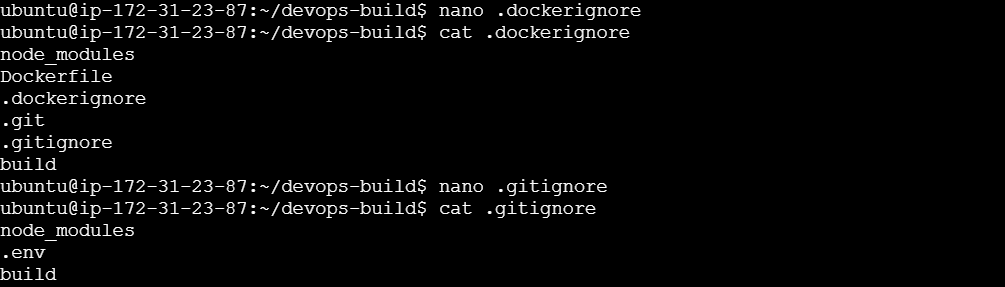 ubuntu@ip-172-31-23-87:~/devops-build$ nano .dockerignore
ubuntu@ip-172-31-23-87:~/devops-build$ cat .dockerignore
node_modules
Dockerfile
.dockerignore
.git
.gitignore
build
ubuntu@ip-172-31-23-87:~/devops-build$ nano .gitignore
ubuntu@ip-172-31-23-87:~/devops-build$ cat .gitignore
node_modules
.env
build